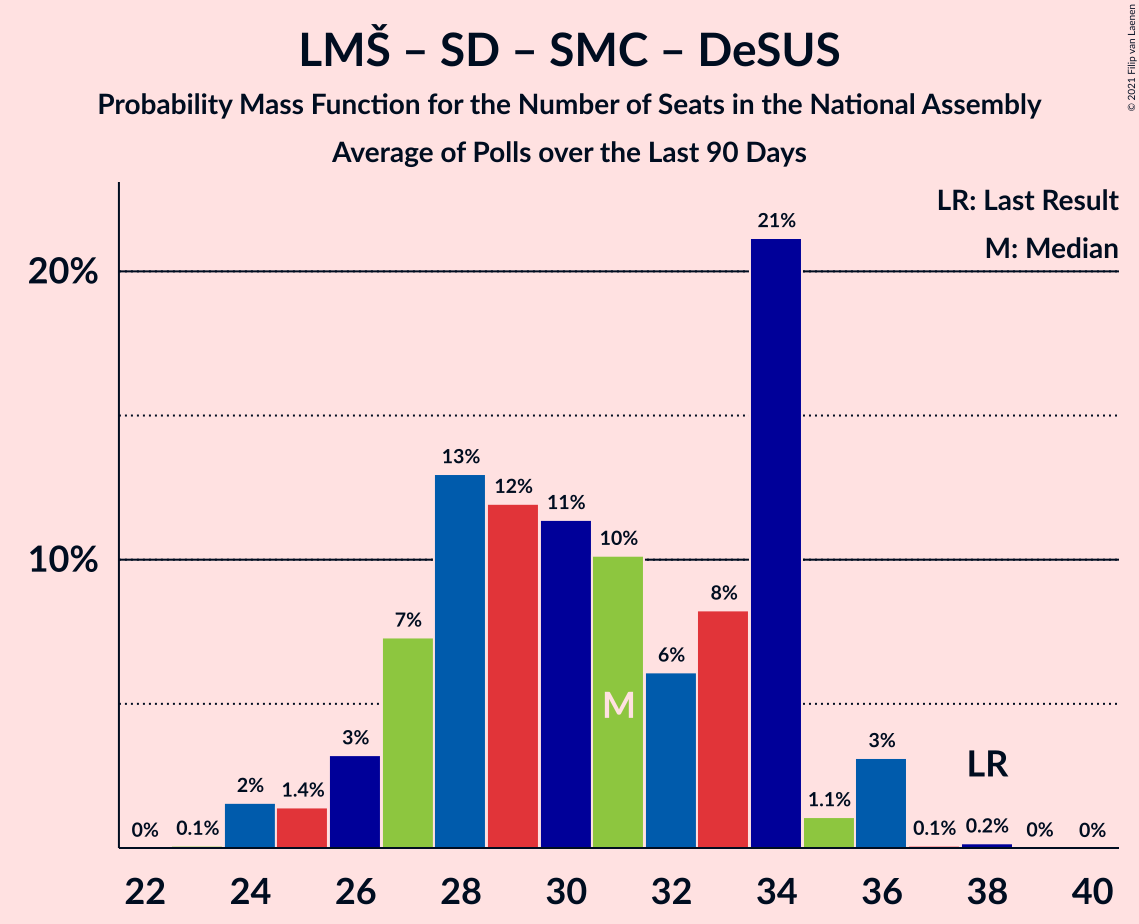 LMŠ – SD – SMC – DeSUS
Probability Mass Function for the Number of Seats in the National Assembly
Average of Polls over the Last 90 Days
© 2021 Filip van Laenen
LR: Last Result
M: Median
20%
10%
0%
0.1%
2%
1.4%
3%
7%
13%
12%
11%
10%
6%
8%
21%
1.1%
3%
0.1%
0.2%
0%
0%
M
LR
22 24 26 28 30 32 34 36 38 40